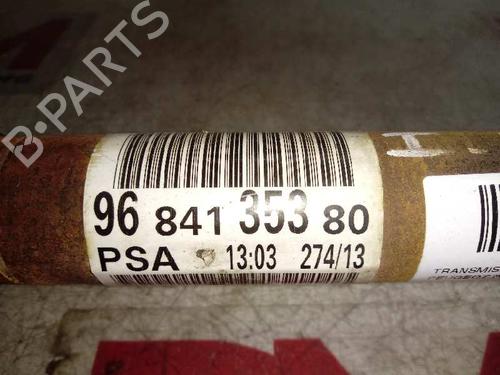 B-PARTS
96 841 353 80
PSA 13:03 274/13
TRANSMIS